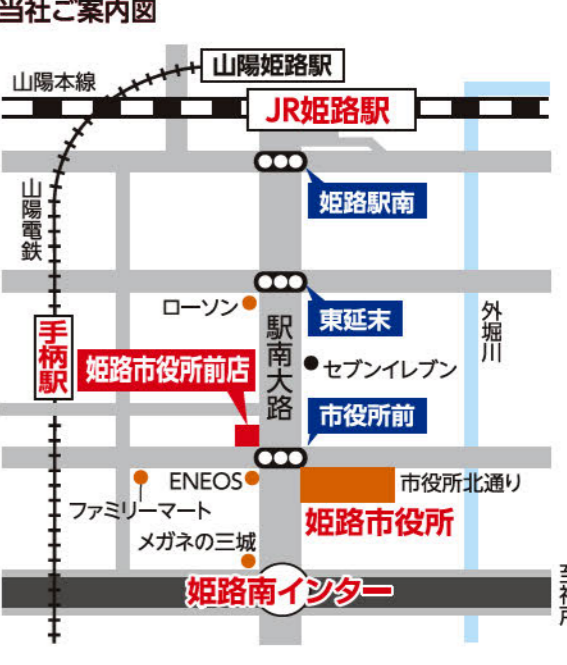 当社ご案内図
山陽姫路駅
山陽本線
JR姫路駅
姫路駅南
山陽電鉄
ローソン
東延末
外堀川
駅南大路
手柄駅
姫路市役所前店
セブンイレブン
市役所前
ENEOS
市役所北通り
ファミリーマート
姫路市役所
メガネの三城
姫路南インター
至神戸